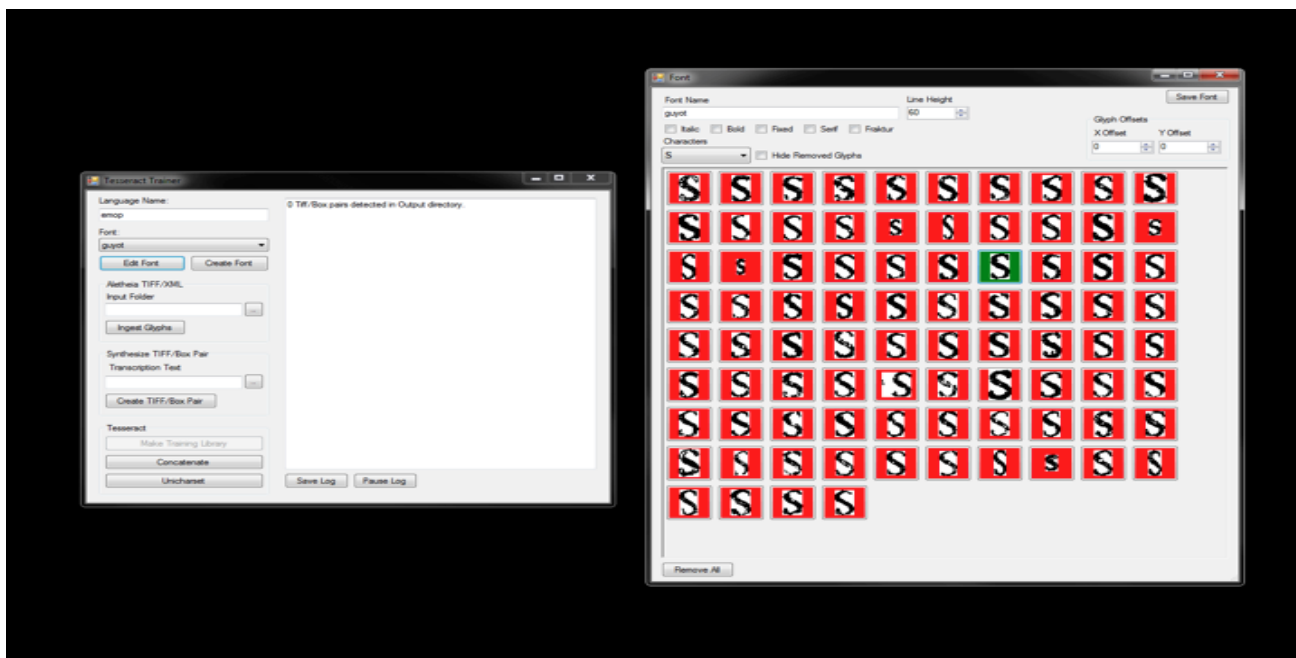 Tesseract Trainer
Language Name:
emop
Font:
guyot
Edit Font Create Font
Aletheia TIFF/XML
Input Folder
...
Ingest Glyphs
Synthesize TIFF/Box Pair
Transcription Text
...
Create TIFF/Box Pair
Tesseract
Make Training Library
Concatenate
Unicharset
0 Tiff/Box pairs detected in Output directory.
Save Log Pause Log
Font
Font Name
guyot
Line Height
60
Save Font
Italic Bold Fixed Serif Fraktur
Glyph Offsets
X Offset Y Offset
0 0
Characters
S
Hide Removed Glyphs
S S S S S S S S S S
S S S S S S S S S S
S S S S S S S S S S
S S S S S S S S S S
S S S S S S S S S S
S S S S S S S S S S
S S S S S S S S S S
S S S S S S S S S S
S S S S
Remove All